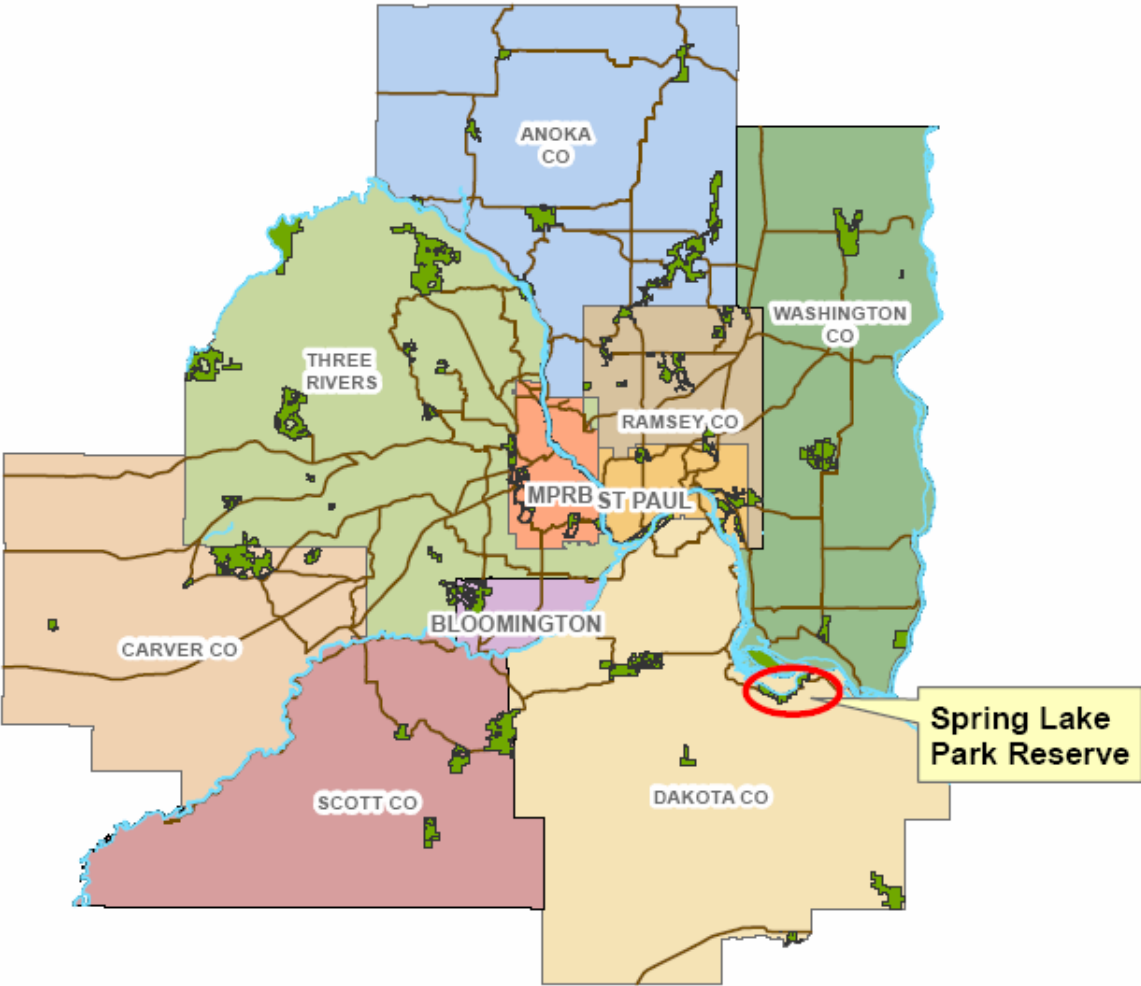 ANOKA
CO
WASHINGTON
CO
THREE
RIVERS
RAMSEY CO
MPRB
ST PAUL
BLOOMINGTON
CARVER CO
Spring Lake
Park Reserve
SCOTT CO
DAKOTA CO